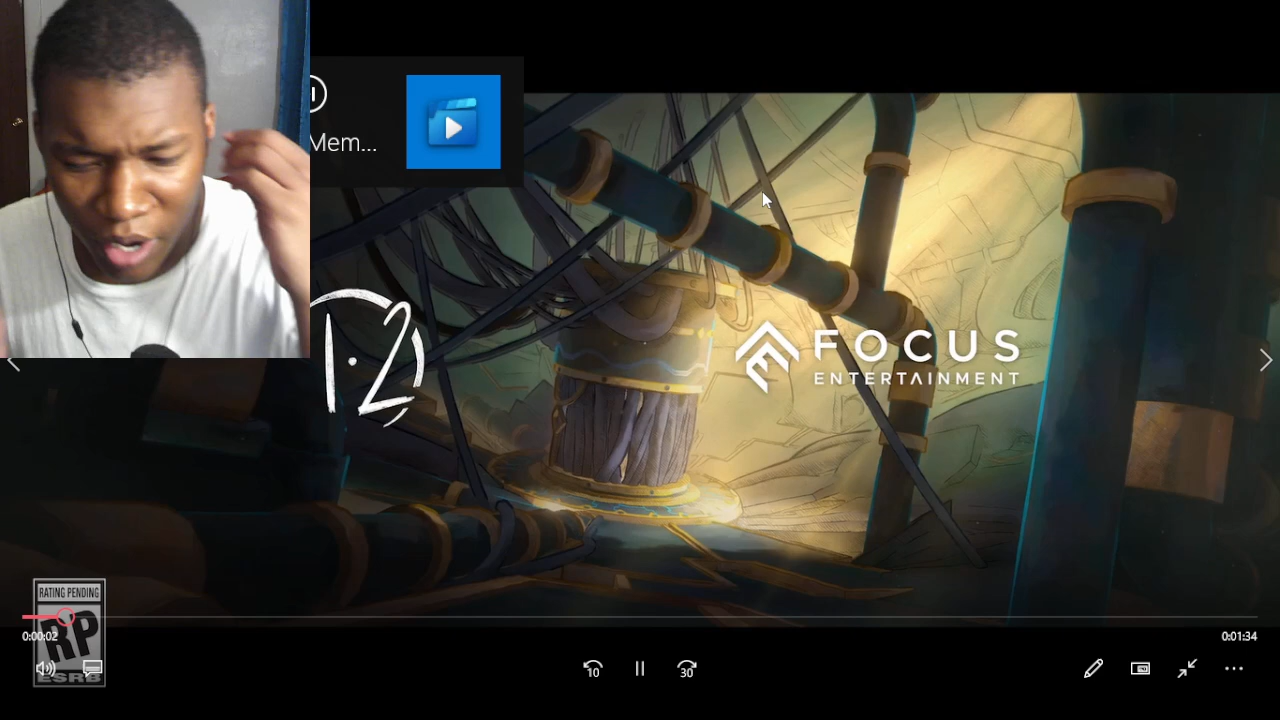 Mem...
1.2
FOCUS
ENTERTAINMENT
RATING PENDING
RP
ESRB
0:00:02
0:01:34
10
30